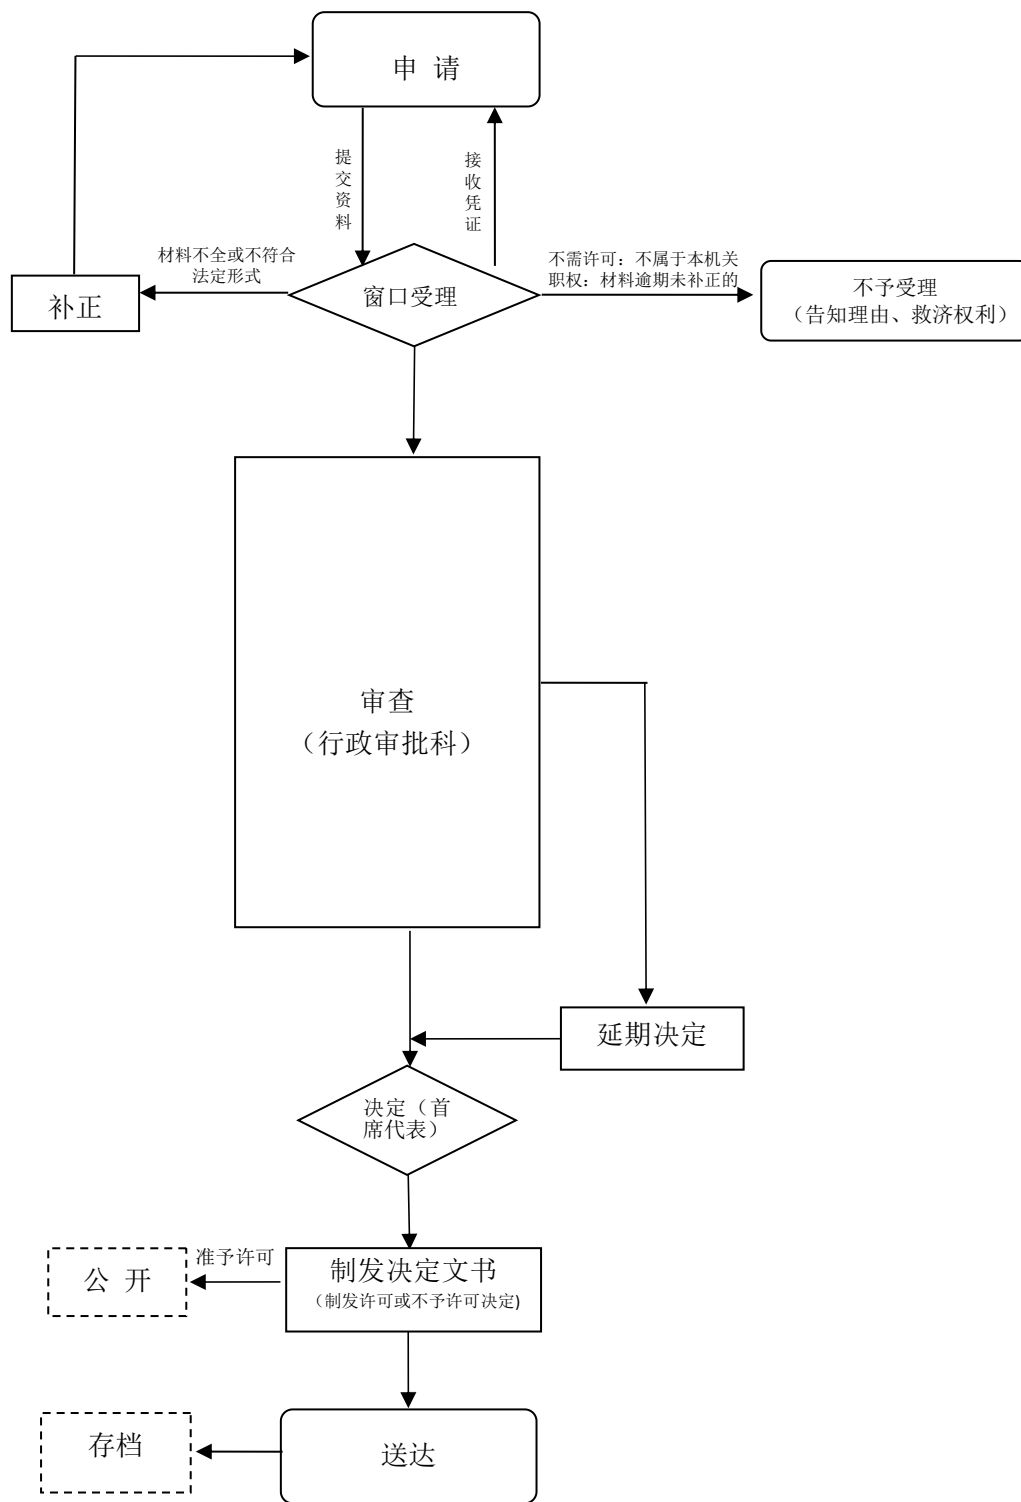 申 请
提交资料
接收凭证
材料不全或不符合
法定形式
补正
窗口受理
不需许可：不属于本机关
职权：材料逾期未补正的
不予受理
（告知理由、救济权利）
审查
（行政审批科）
延期决定
决定（首
席代表）
准予许可
公 开
制发决定文书
（制发许可或不予许可决定)
存档
送达